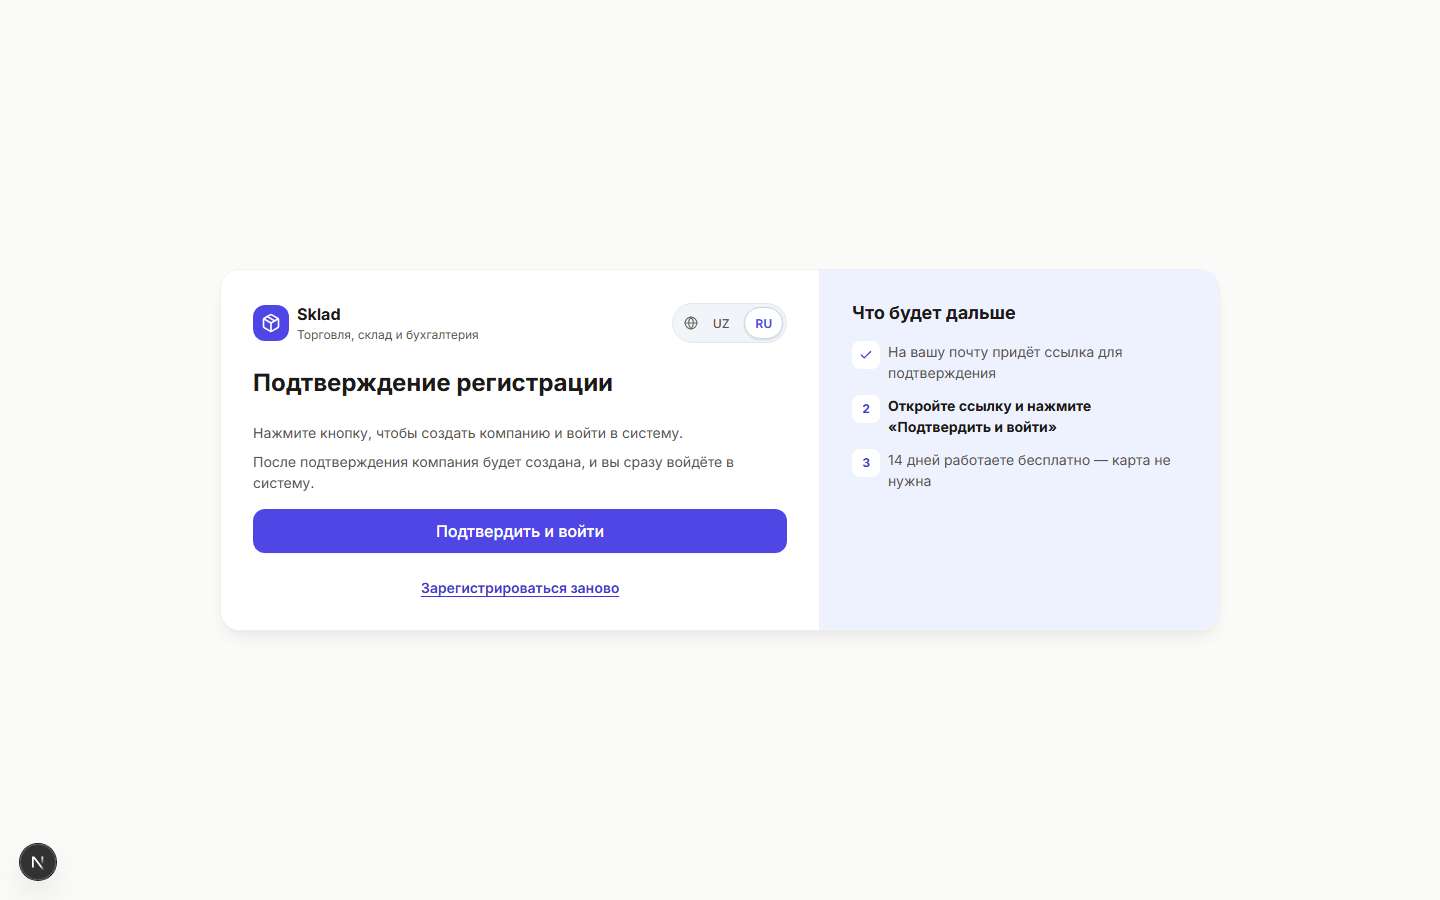 Sklad
Торговля, склад и бухгалтерия
UZ
RU
Подтверждение регистрации
Нажмите кнопку, чтобы создать компанию и войти в систему.
После подтверждения компания будет создана, и вы сразу войдёте в
систему.
Подтвердить и войти
Зарегистрироваться заново
Что будет дальше
На вашу почту придёт ссылка для
подтверждения
2
Откройте ссылку и нажмите
«Подтвердить и войти»
3
14 дней работаете бесплатно — карта не
нужна
N